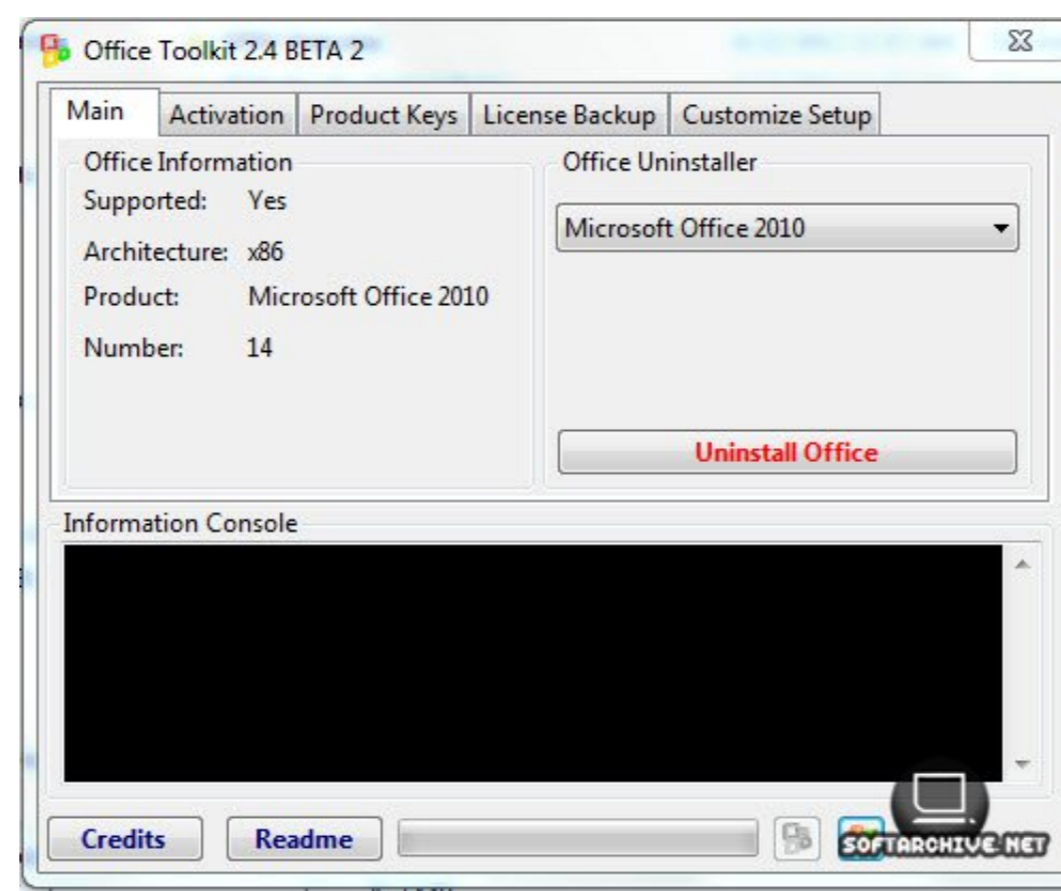 Office Toolkit 2.4 BETA 2
Main Activation Product Keys License Backup Customize Setup
Office Information
Supported: Yes
Architecture: x86
Product: Microsoft Office 2010
Number: 14
Office Uninstaller
Microsoft Office 2010
Uninstall Office
Information Console
Credits Readme
SOFTARCHIVE.NET